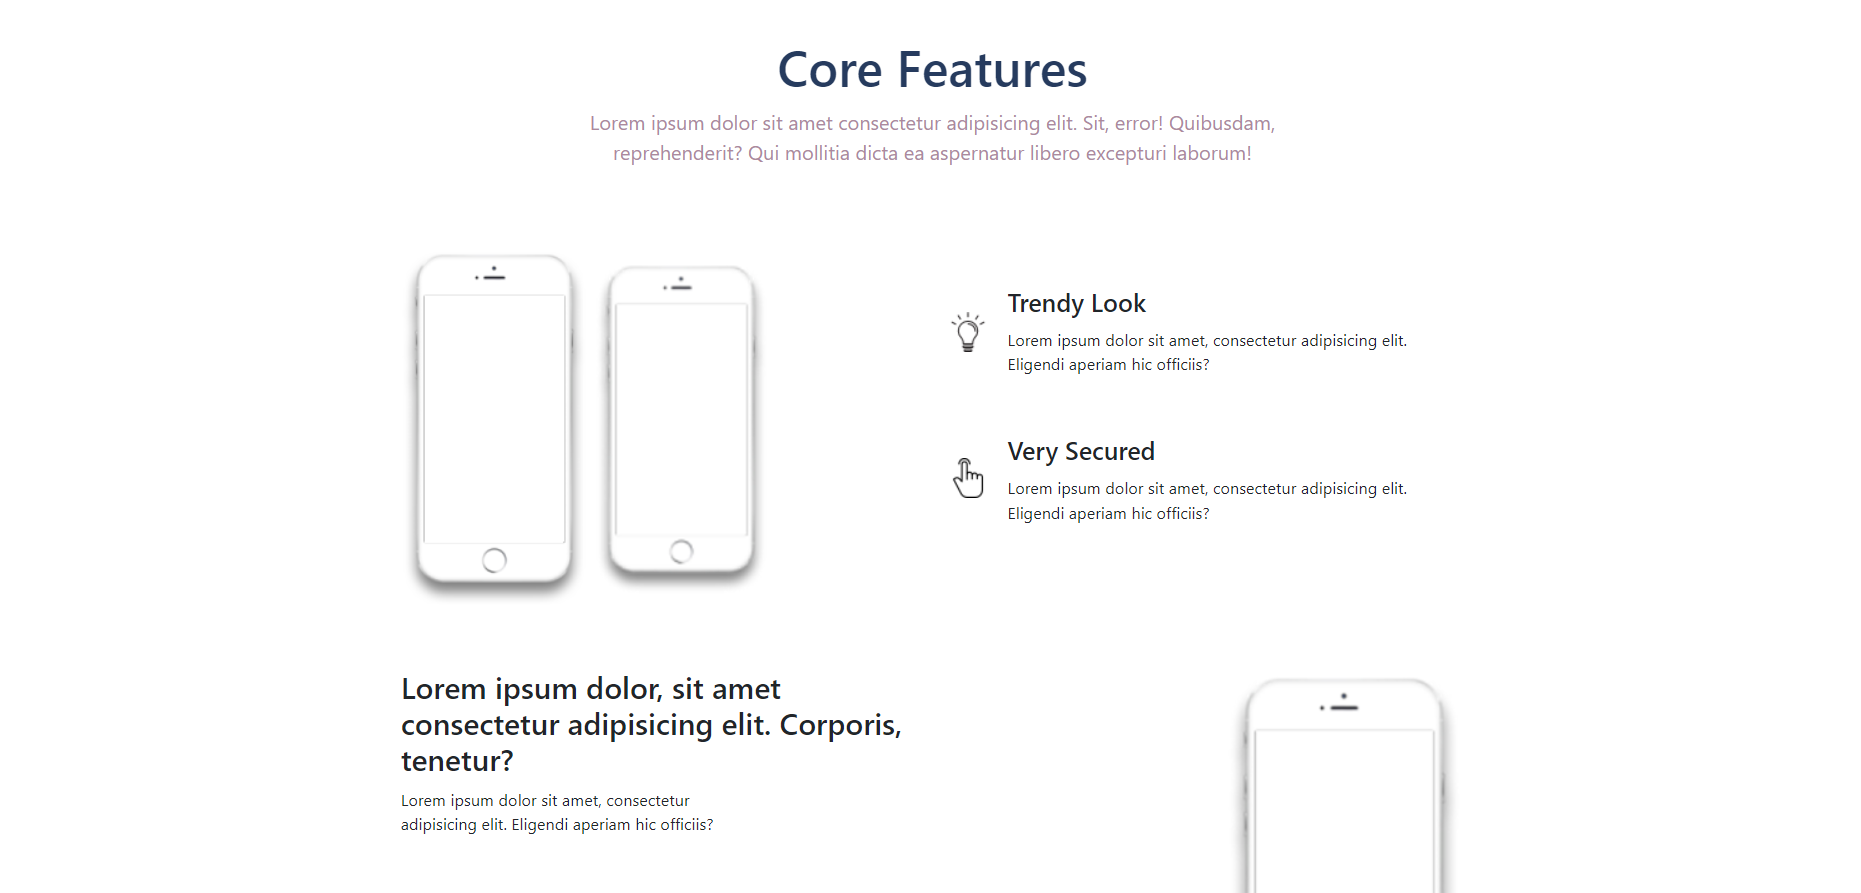 Core Features
Lorem ipsum dolor sit amet consectetur adipisicing elit. Sit, error! Quibusdam,
reprehenderit? Qui mollitia dicta ea aspernatur libero excepturi laborum!
Trendy Look
Lorem ipsum dolor sit amet, consectetur adipisicing elit.
Eligendi aperiam hic officiis?
Very Secured
Lorem ipsum dolor sit amet, consectetur adipisicing elit.
Eligendi aperiam hic officiis?
Lorem ipsum dolor, sit amet
consectetur adipisicing elit. Corporis,
tenetur?
Lorem ipsum dolor sit amet, consectetur
adipisicing elit. Eligendi aperiam hic officiis?